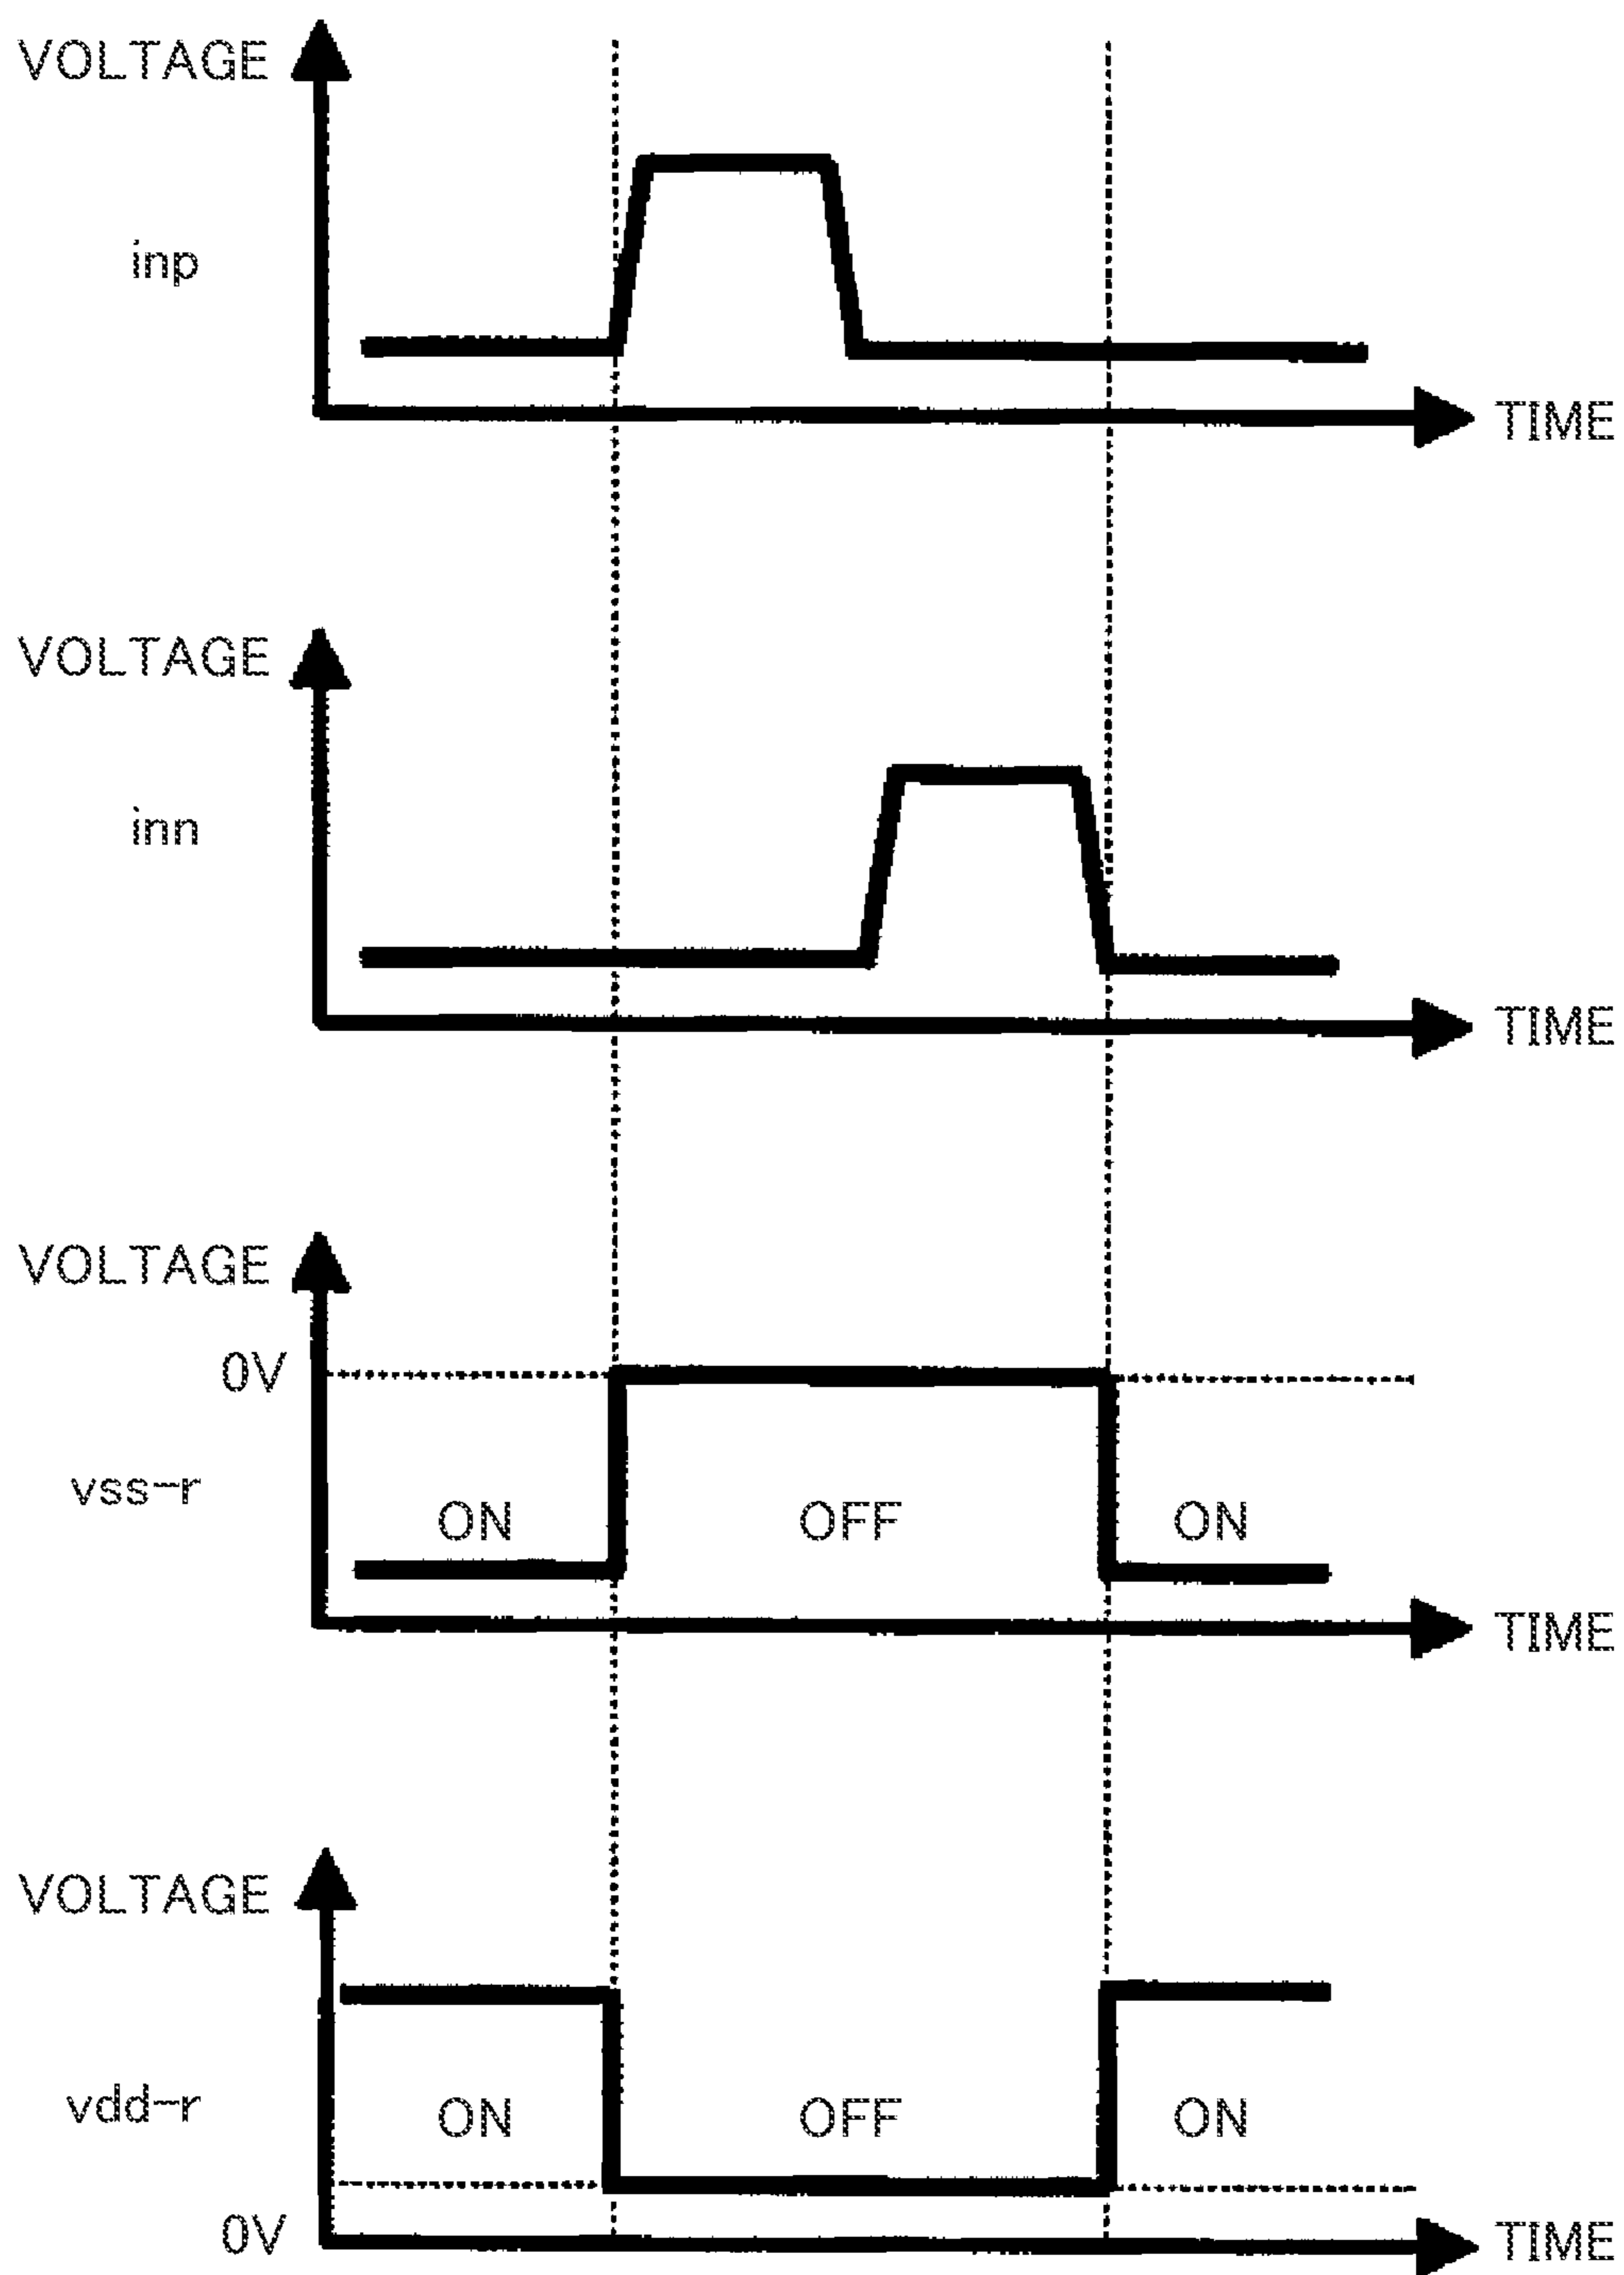 VOLTAGE
inp
TIME
VOLTAGE
inn
TIME
VOLTAGE
0V
vss-r
ON OFF ON
TIME
VOLTAGE
vdd-r
ON OFF ON
0V
TIME